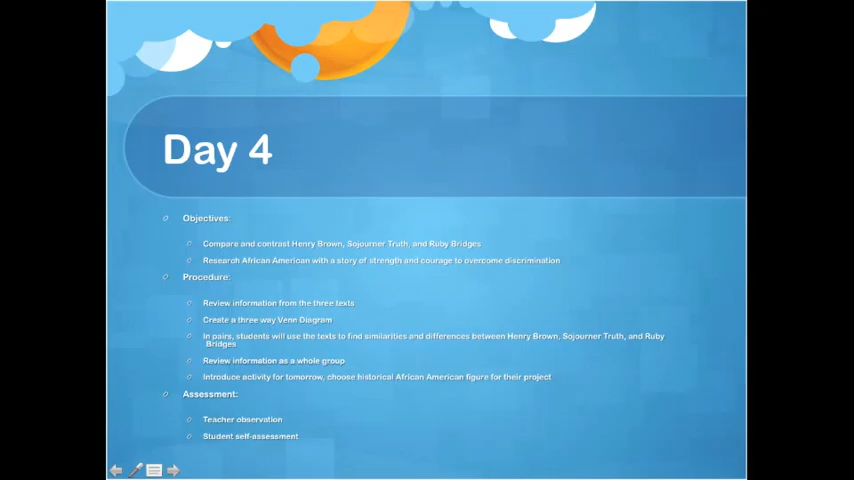 Day 4
Objectives:
Compare and contrast Henry Brown, Sojourner Truth, and Ruby Bridges
Research African American with a story of strength and courage to overcome discrimination
Procedure:
Review information from the three texts
Create a three way Venn Diagram
In pairs, students will use the texts to find similarities and differences between Henry Brown, Sojourner Truth, and Ruby
Bridges
Review information as a whole group
Introduce activity for tomorrow, choose historical African American figure for their project
Assessment:
Teacher observation
Student self-assessment